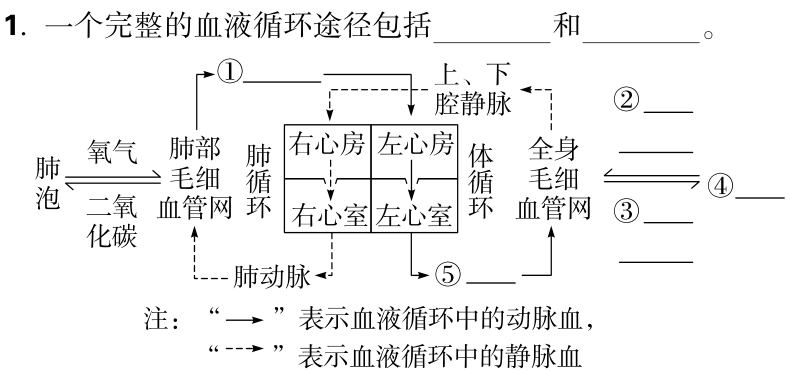 1. 一个完整的血液循环途径包括________和________。
①______
上、下
腔静脉
②____
____
肺泡
氧气
二氧
化碳
肺部
毛细
血管网
肺循环
右心房 左心房
右心室 左心室
体循环
全身
毛细
血管网
③____
____
④____
肺动脉
⑤____
注：“→”表示血液循环中的动脉血，
“⇢”表示血液循环中的静脉血